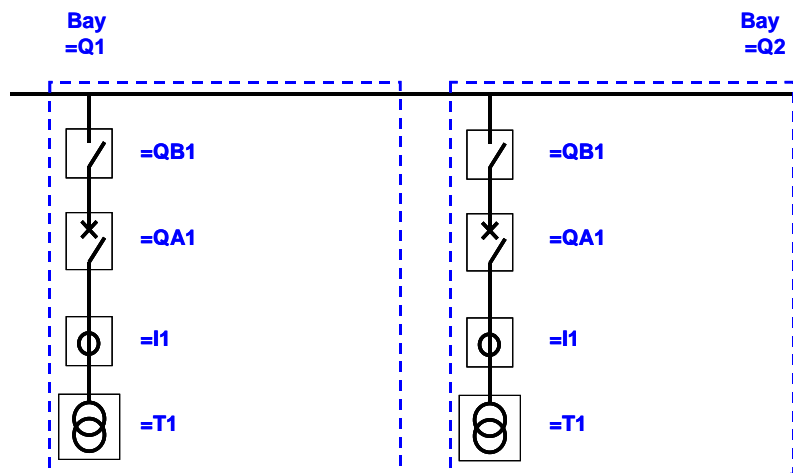 Bay
=Q1
Bay
=Q2
=QB1
=QB1
=QA1
=QA1
=I1
=I1
=T1
=T1